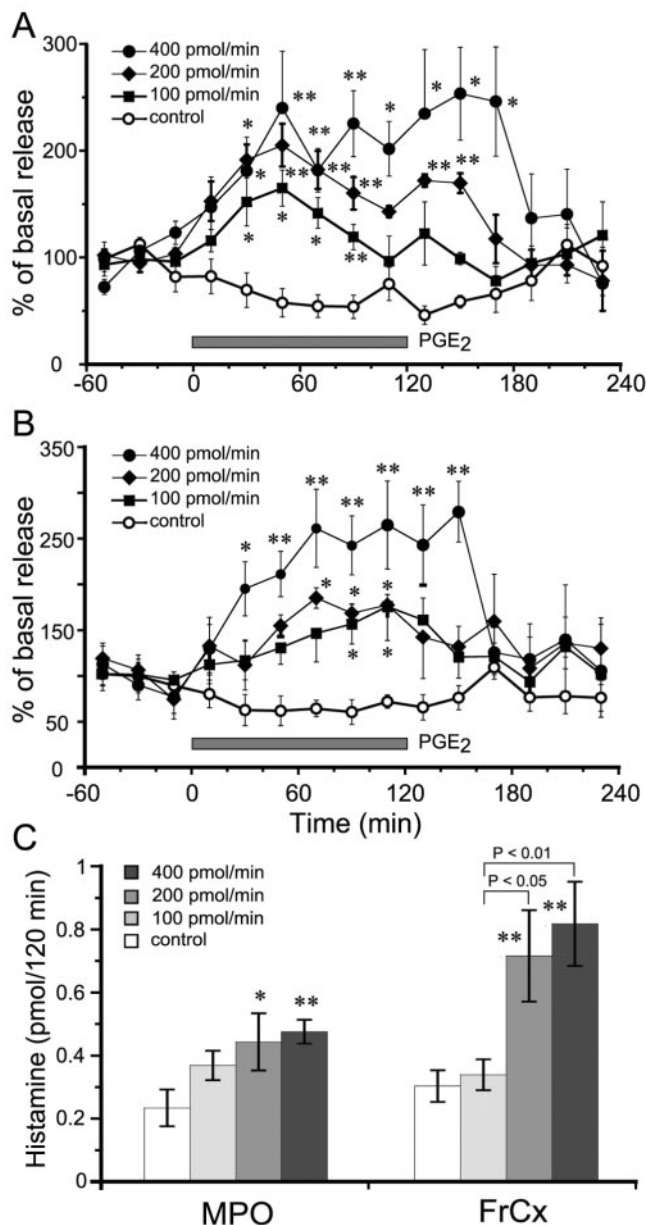 A
300
200
100
0
% of basal release
400 pmol/min
200 pmol/min
100 pmol/min
control
*
**
**
*
*
*
*
*
**
**
*
**
**
**
**
*
*
*
**
PGE2
-60
0
60
120
180
240
B
350
250
150
50
0
% of basal release
400 pmol/min
200 pmol/min
100 pmol/min
control
*
**
**
**
**
**
**
*
*
*
*
*
PGE2
-60
0
60
120
180
240
Time (min)
C
1
0.8
0.6
0.4
0.2
0
Histamine (pmol/120 min)
400 pmol/min
200 pmol/min
100 pmol/min
control
*
**
**
**
P < 0.01
P < 0.05
MPO
FrCx